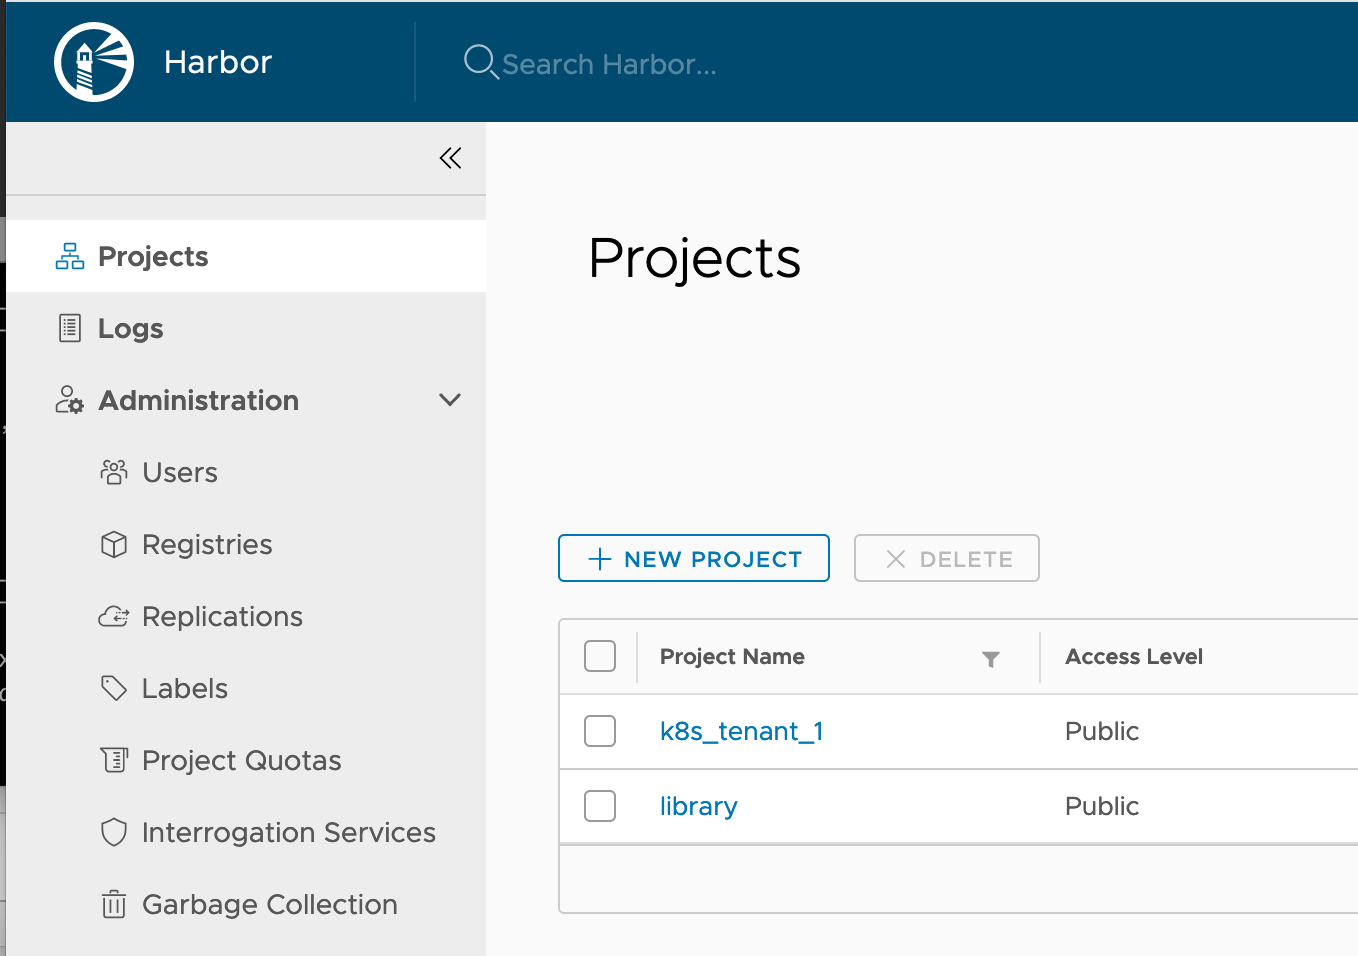 Harbor
Search Harbor...
Projects
Logs
Administration
Users
Registries
Replications
Labels
Project Quotas
Interrogation Services
Garbage Collection
Projects
NEW PROJECT
DELETE
Project Name
Access Level
k8s_tenant_1
Public
library
Public